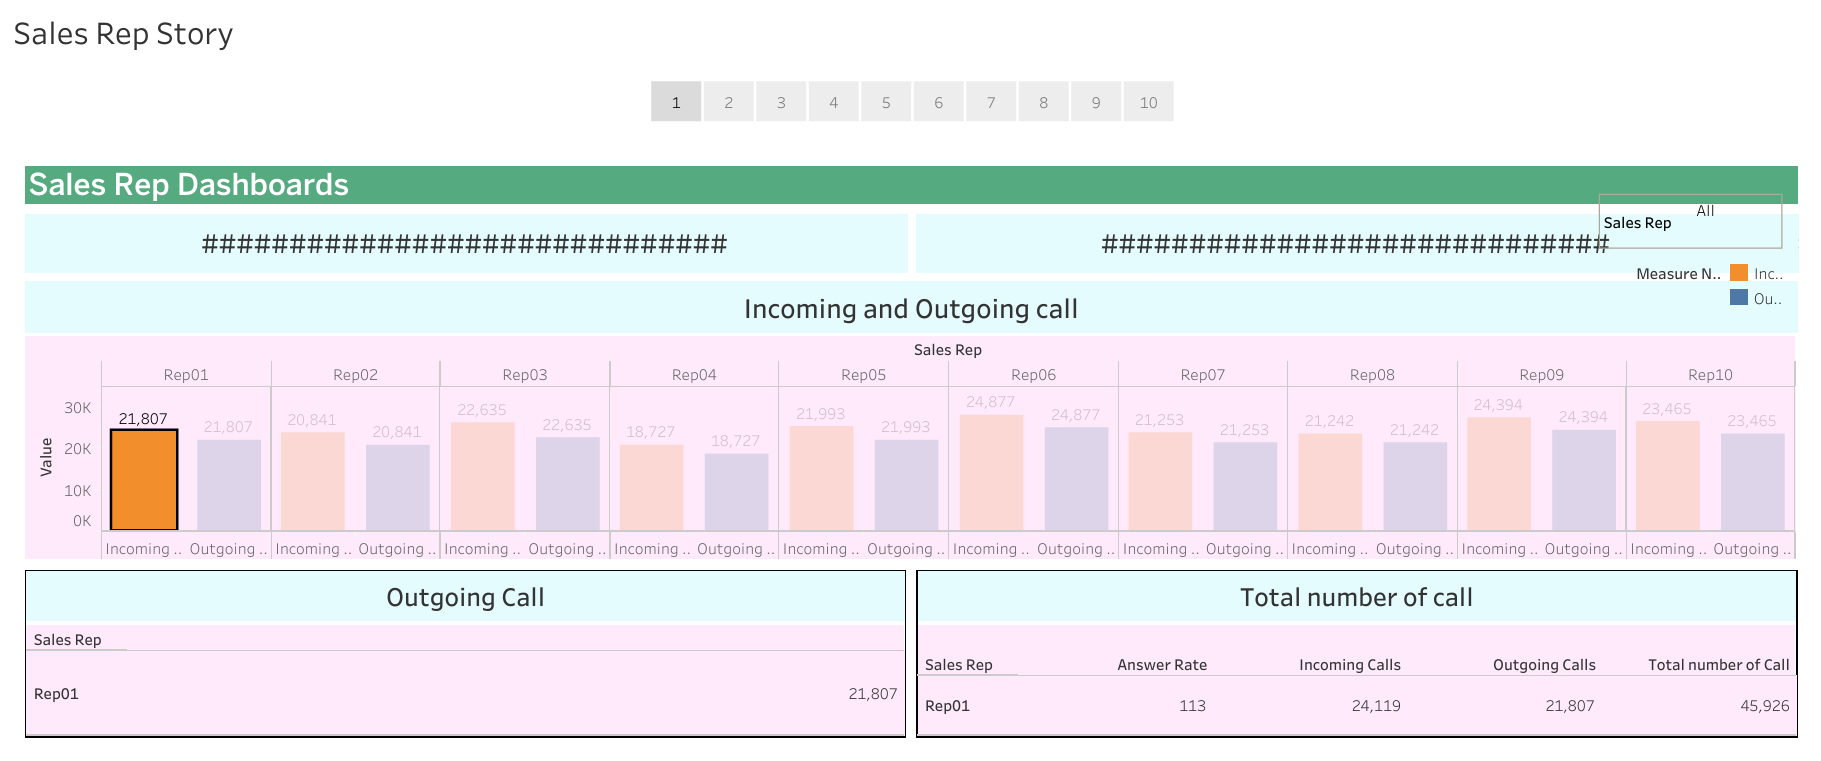 Sales Rep Story
1 2 3 4 5 6 7 8 9 10
Sales Rep Dashboards
All
Sales Rep
############################## #############################
Measure N.. Inc..
Ou..
Incoming and Outgoing call
Sales Rep
Rep01 Rep02 Rep03 Rep04 Rep05 Rep06 Rep07 Rep08 Rep09 Rep10
Value
30K
20K
10K
0K
21,807 21,807 20,841 20,841 22,635 22,635 18,727 18,727 21,993 21,993 24,877 24,877 21,253 21,253 21,242 21,242 24,394 24,394 23,465 23,465
Incoming .. Outgoing .. Incoming .. Outgoing .. Incoming .. Outgoing .. Incoming .. Outgoing .. Incoming .. Outgoing .. Incoming .. Outgoing .. Incoming .. Outgoing .. Incoming .. Outgoing .. Incoming .. Outgoing .. Incoming .. Outgoing ..
Outgoing Call
Sales Rep
Rep01 21,807
Total number of call
Sales Rep Answer Rate Incoming Calls Outgoing Calls Total number of Call
Rep01 113 24,119 21,807 45,926